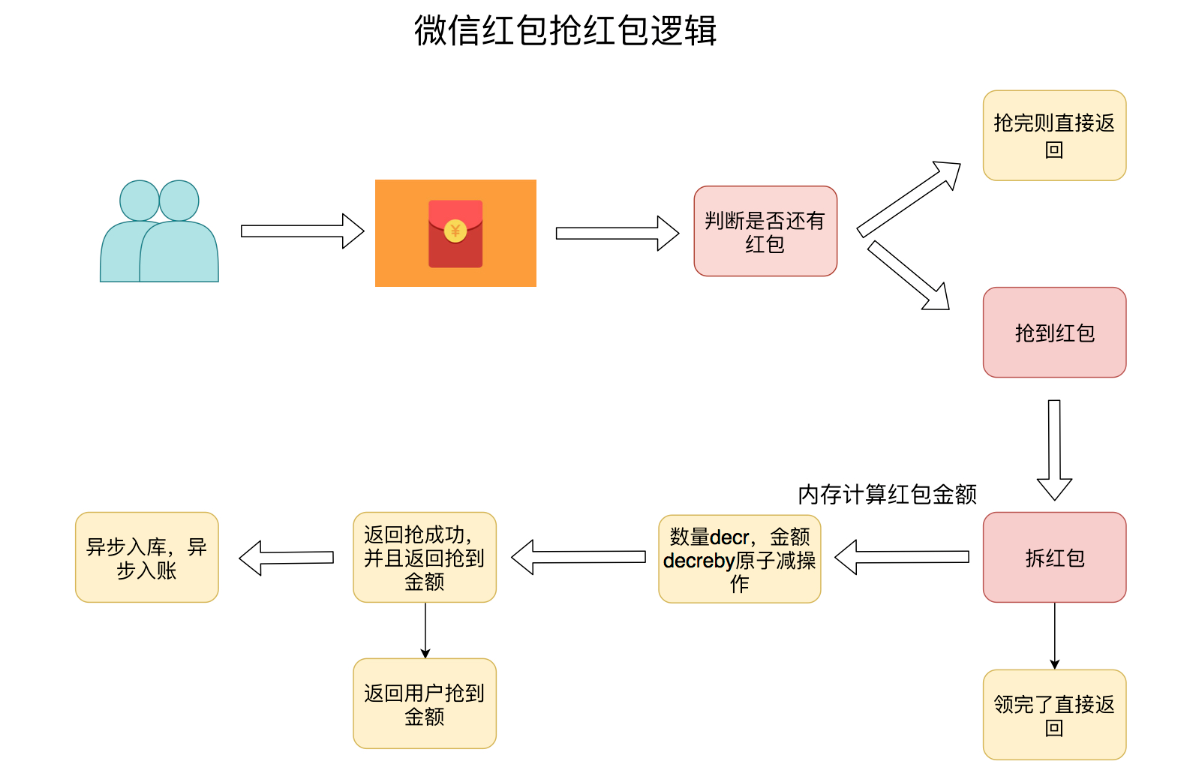 微信红包抢红包逻辑
抢完则直接返
回
¥
判断是否还有
红包
抢到红包
内存计算红包金额
拆红包
数量decr，金额
decreby原子减操
作
返回抢成功，
并且返回抢到
金额
异步入库，异
步入账
返回用户抢到
金额
领完了直接返
回